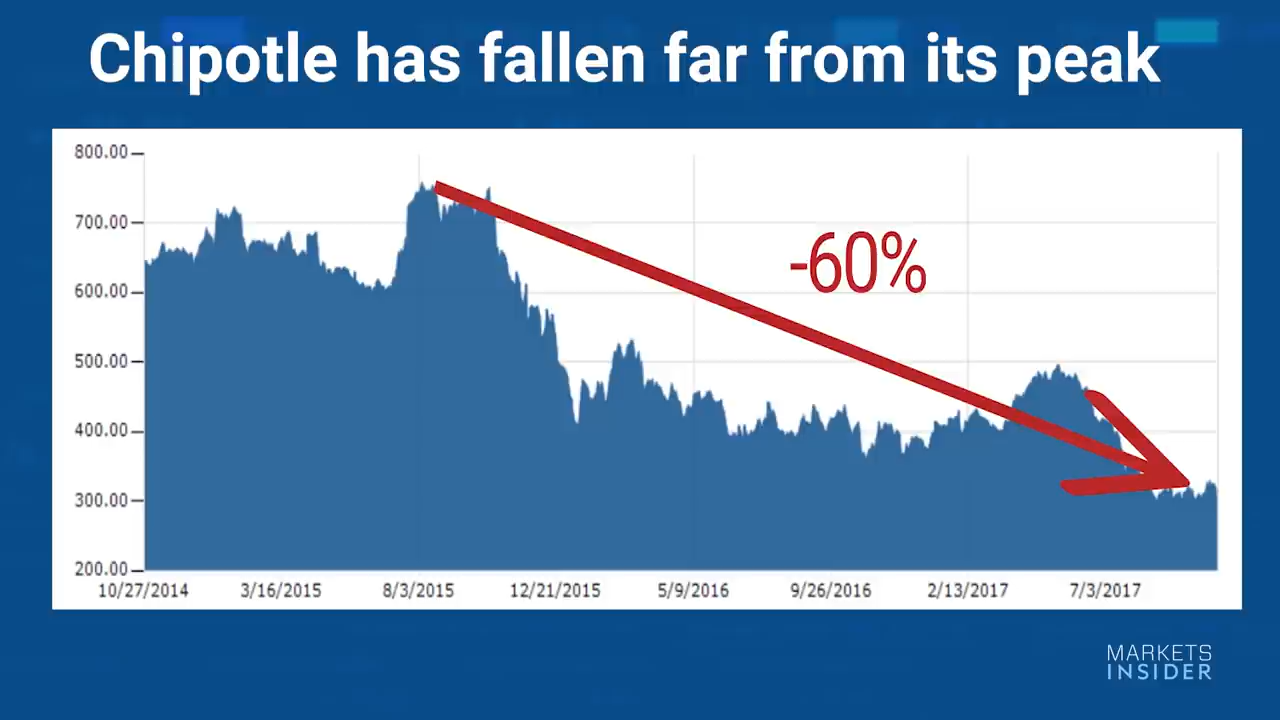 Chipotle has fallen far from its peak
800.00
700.00
600.00
500.00
400.00
300.00
200.00
-60%
10/27/2014 3/16/2015 8/3/2015 12/21/2015 5/9/2016 9/26/2016 2/13/2017 7/3/2017
MARKETS
INSIDER